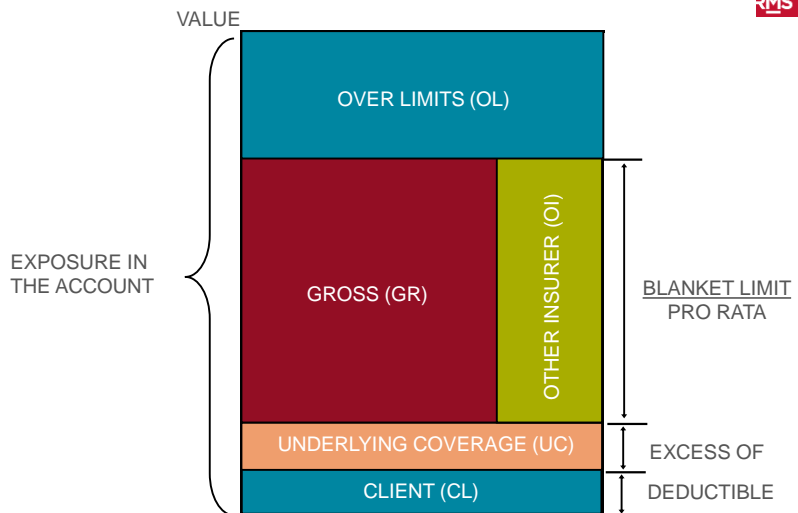 RMS
VALUE
OVER LIMITS (OL)
EXPOSURE IN
THE ACCOUNT
GROSS (GR)
OTHER INSURER (OI)
BLANKET LIMIT
PRO RATA
UNDERLYING COVERAGE (UC)
EXCESS OF
CLIENT (CL)
DEDUCTIBLE